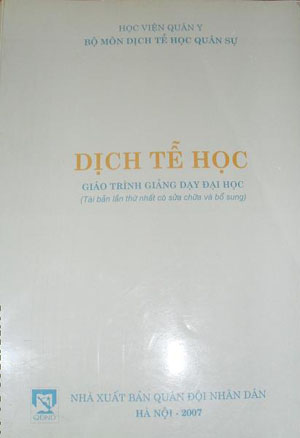 HỌC VIỆN QUÂN Y
BỘ MÔN DỊCH TỄ HỌC QUÂN SỰ
DỊCH TỄ HỌC
GIÁO TRÌNH GIẢNG DẠY ĐẠI HỌC
(Tái bản lần thứ nhất có sửa chữa và bổ sung)
QĐND
NHÀ XUẤT BẢN QUÂN ĐỘI NHÂN DÂN
HÀ NỘI - 2007